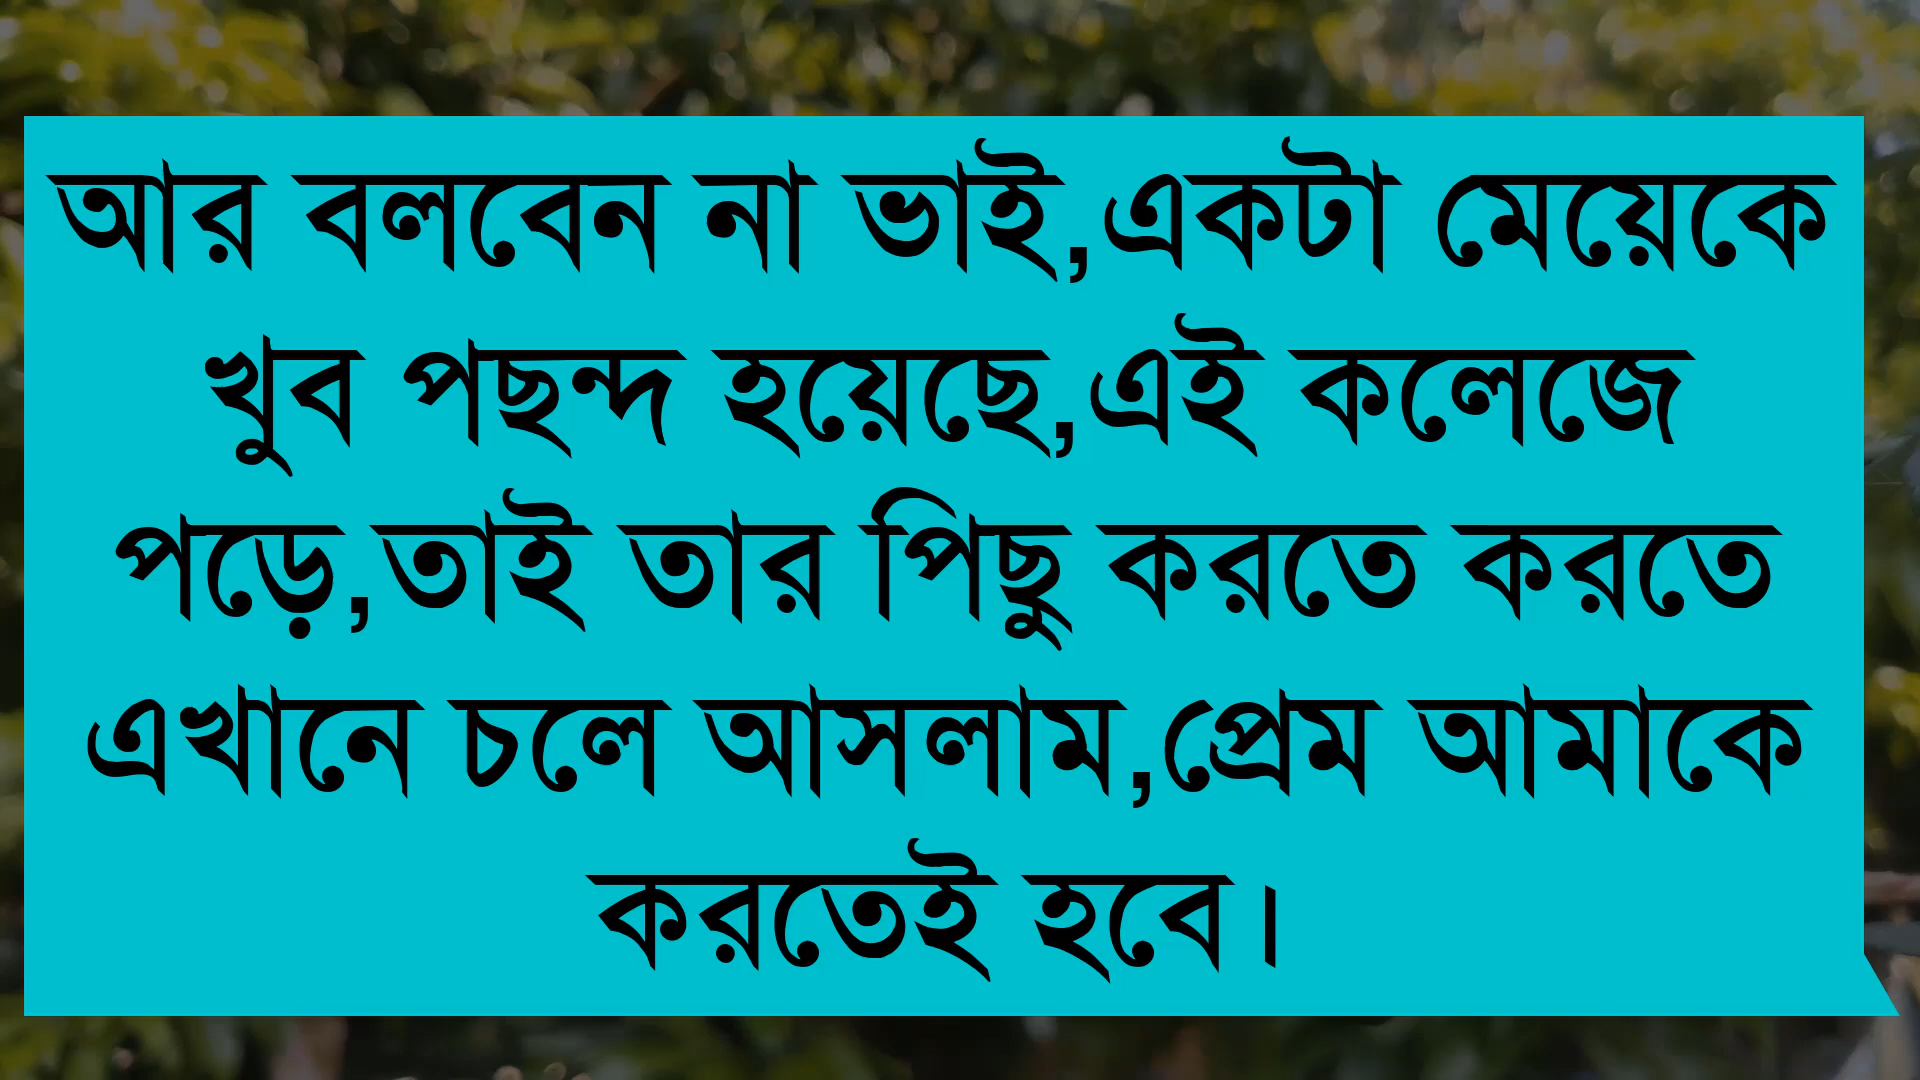 আর বলবেন না ভাই,একটা মেয়েকে
খুব পছন্দ হয়েছে,এই কলেজে
পড়ে,তাই তার পিছু করতে করতে
এখানে চলে আসলাম,প্রেম আমাকে
করতেই হবে।